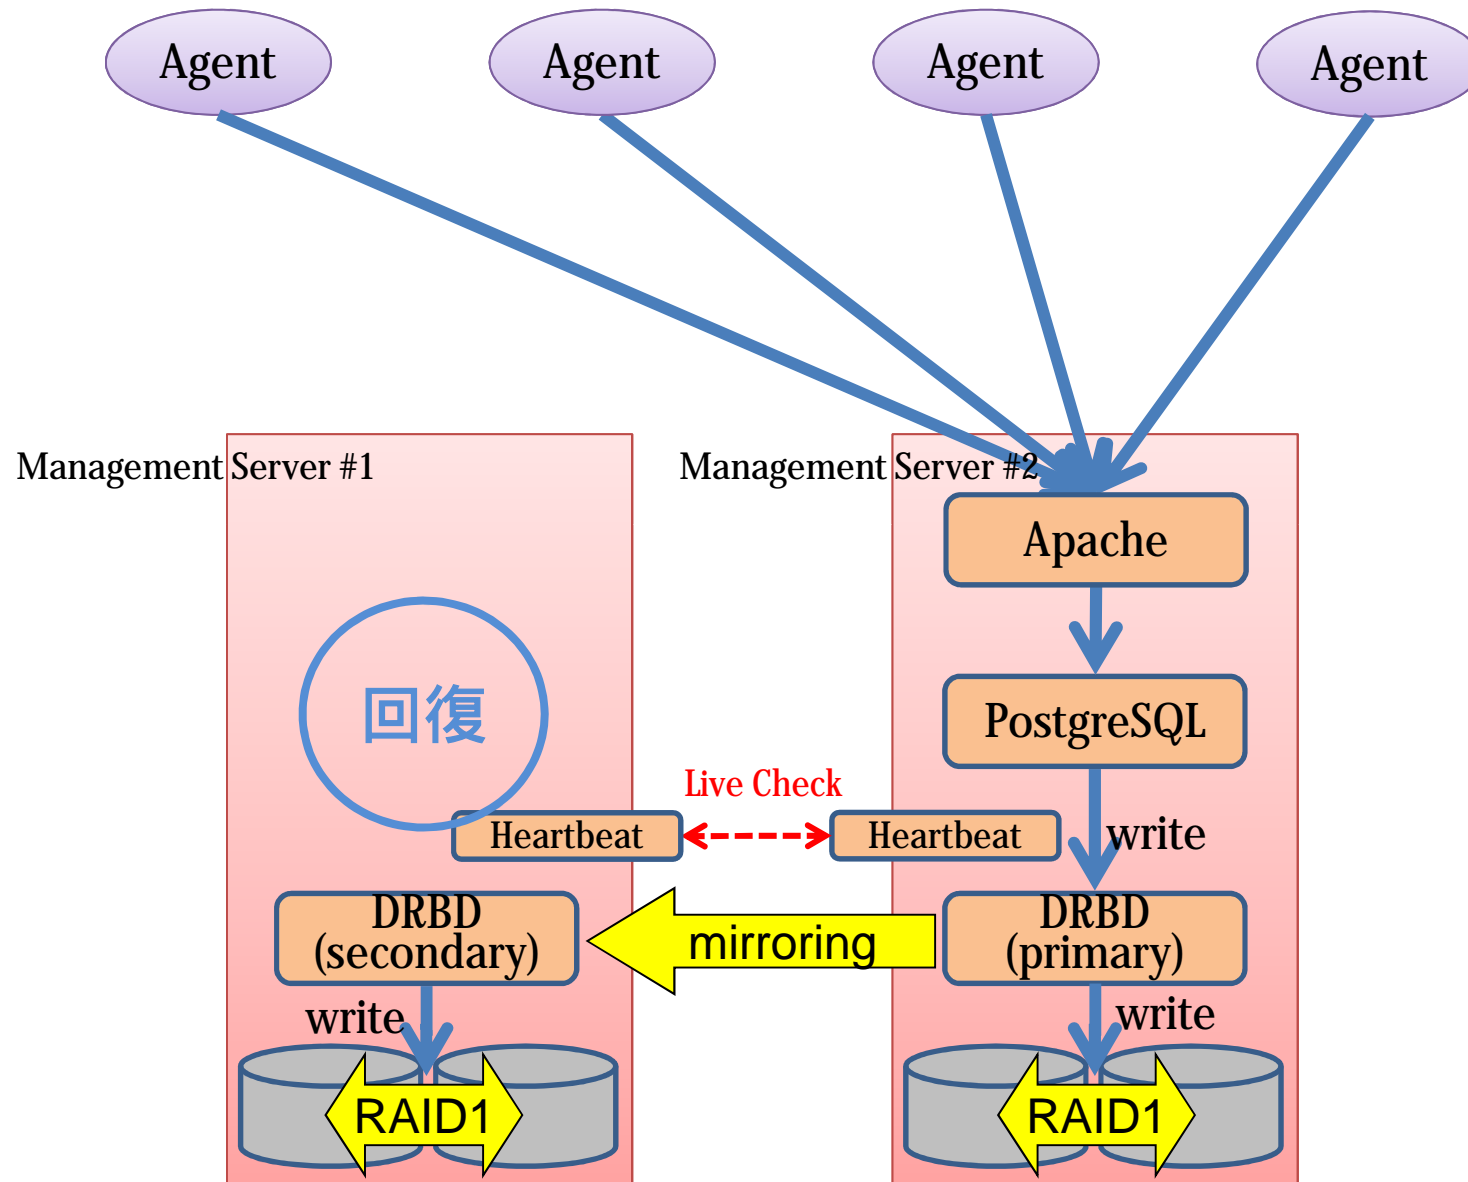 Agent
Agent
Agent
Agent
Management Server #1
Management Server #2
Apache
回復
PostgreSQL
Live Check
Heartbeat
Heartbeat
write
DRBD
(secondary)
mirroring
DRBD
(primary)
write
write
RAID1
RAID1